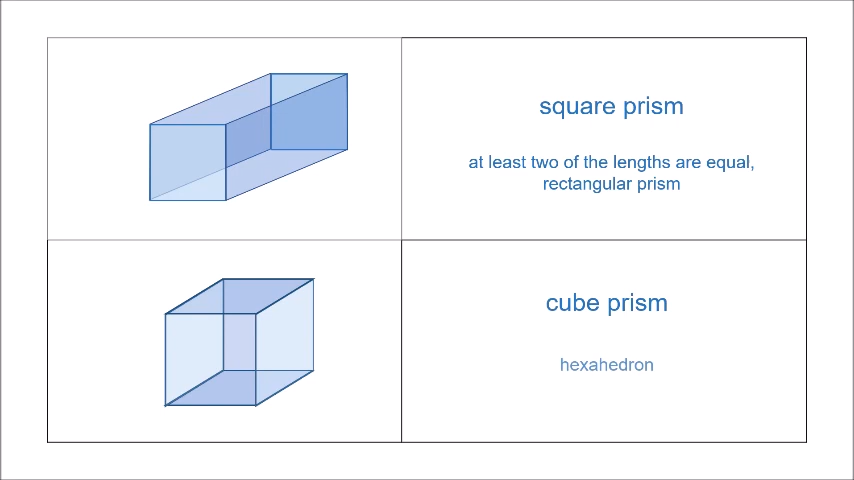 square prism
at least two of the lengths are equal,
rectangular prism
cube prism
hexahedron